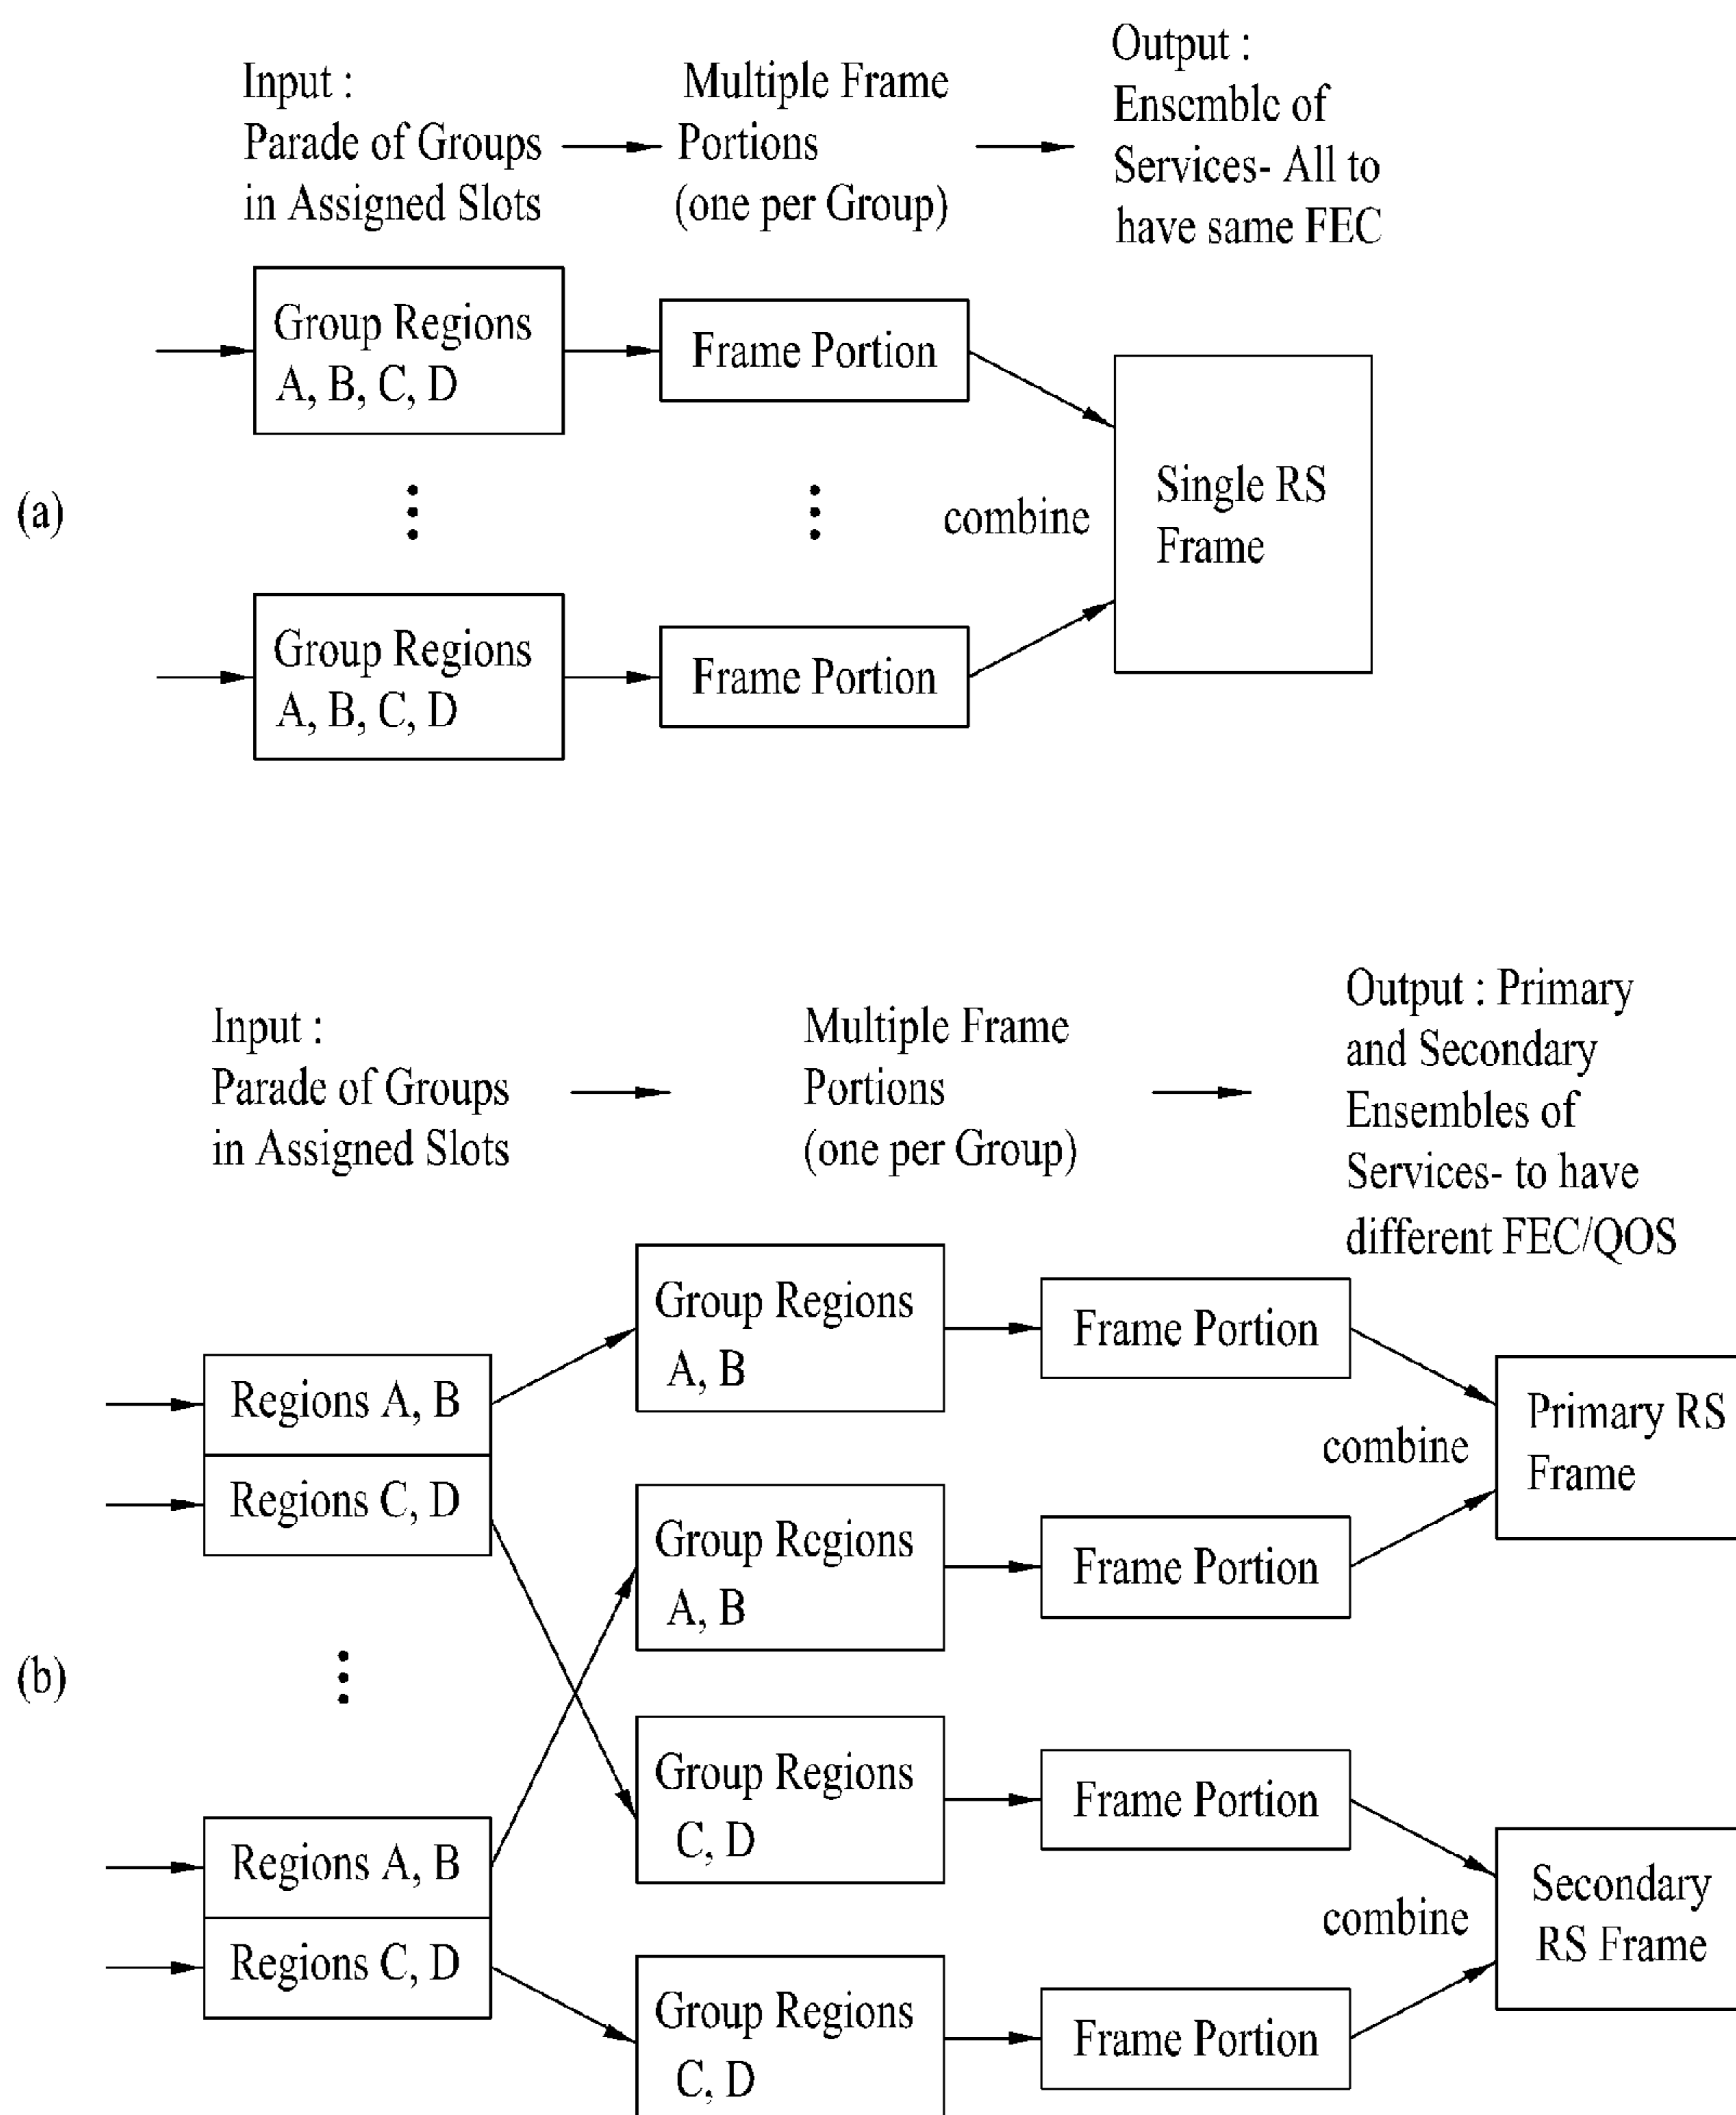 Input :
Parade of Groups
in Assigned Slots
Multiple Frame
Portions
(one per Group)
Output :
Ensemble of
Services- All to
have same FEC
(a)
Group Regions
A, B, C, D
Frame Portion
combine
Single RS
Frame
Group Regions
A, B, C, D
Frame Portion
Input :
Parade of Groups
in Assigned Slots
Multiple Frame
Portions
(one per Group)
Output : Primary
and Secondary
Ensembles of
Services- to have
different FEC/QOS
(b)
Regions A, B
Regions C, D
Group Regions
A, B
Frame Portion
combine
Primary RS
Frame
Group Regions
A, B
Frame Portion
Group Regions
C, D
Frame Portion
Regions A, B
Regions C, D
combine
Secondary
RS Frame
Group Regions
C, D
Frame Portion